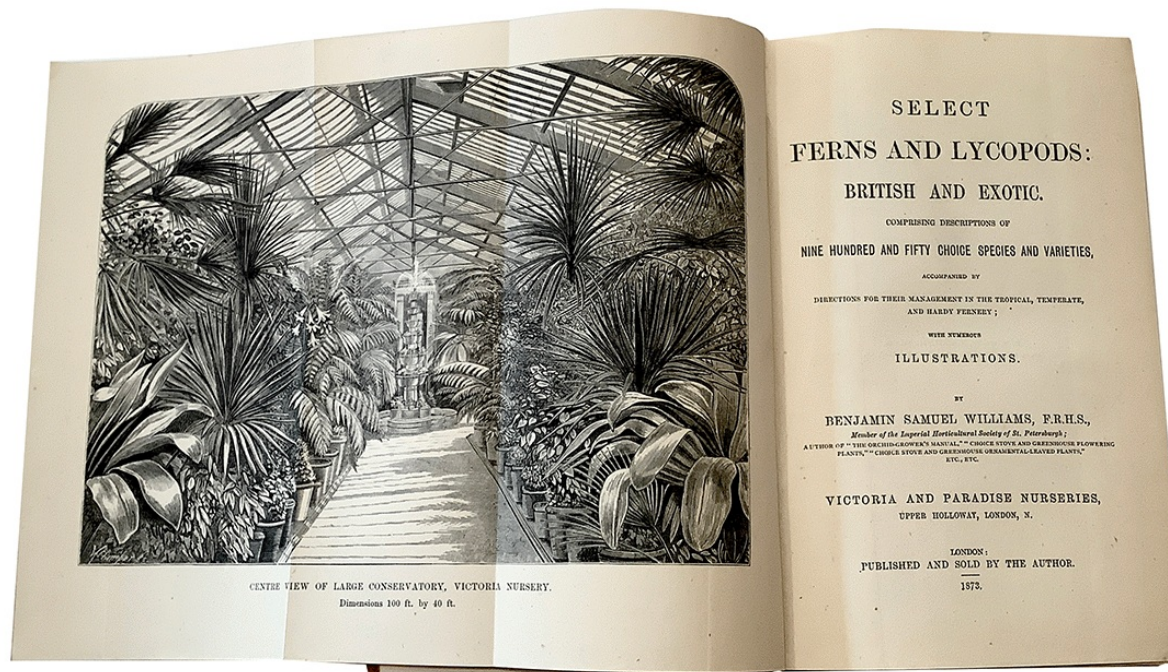 CENTRE VIEW OF LARGE CONSERVATORY, VICTORIA NURSERY.
Dimensions 100 ft. by 40 ft.
SELECT
FERNS AND LYCOPODS:
BRITISH AND EXOTIC.
COMPRISING DESCRIPTIONS OF
NINE HUNDRED AND FIFTY CHOICE SPECIES AND VARIETIES,
ACCOMPANIED BY
DIRECTIONS FOR THEIR MANAGEMENT IN THE TROPICAL, TEMPERATE,
AND HARDY FERNERY;
WITH NUMEROUS
ILLUSTRATIONS.
BY
BENJAMIN SAMUEL WILLIAMS, F.R.H.S.,
Member of the Imperial Horticultural Society of St. Petersburgh;
AUTHOR OF "THE ORCHID-GROWER'S MANUAL," "CHOICE STOVE AND GREENHOUSE FLOWERING
PLANTS," "CHOICE STOVE AND GREENHOUSE ORNAMENTAL-LEAVED PLANTS,"
ETC., ETC.
VICTORIA AND PARADISE NURSERIES,
UPPER HOLLOWAY, LONDON, N.
LONDON:
PUBLISHED AND SOLD BY THE AUTHOR.
1873.